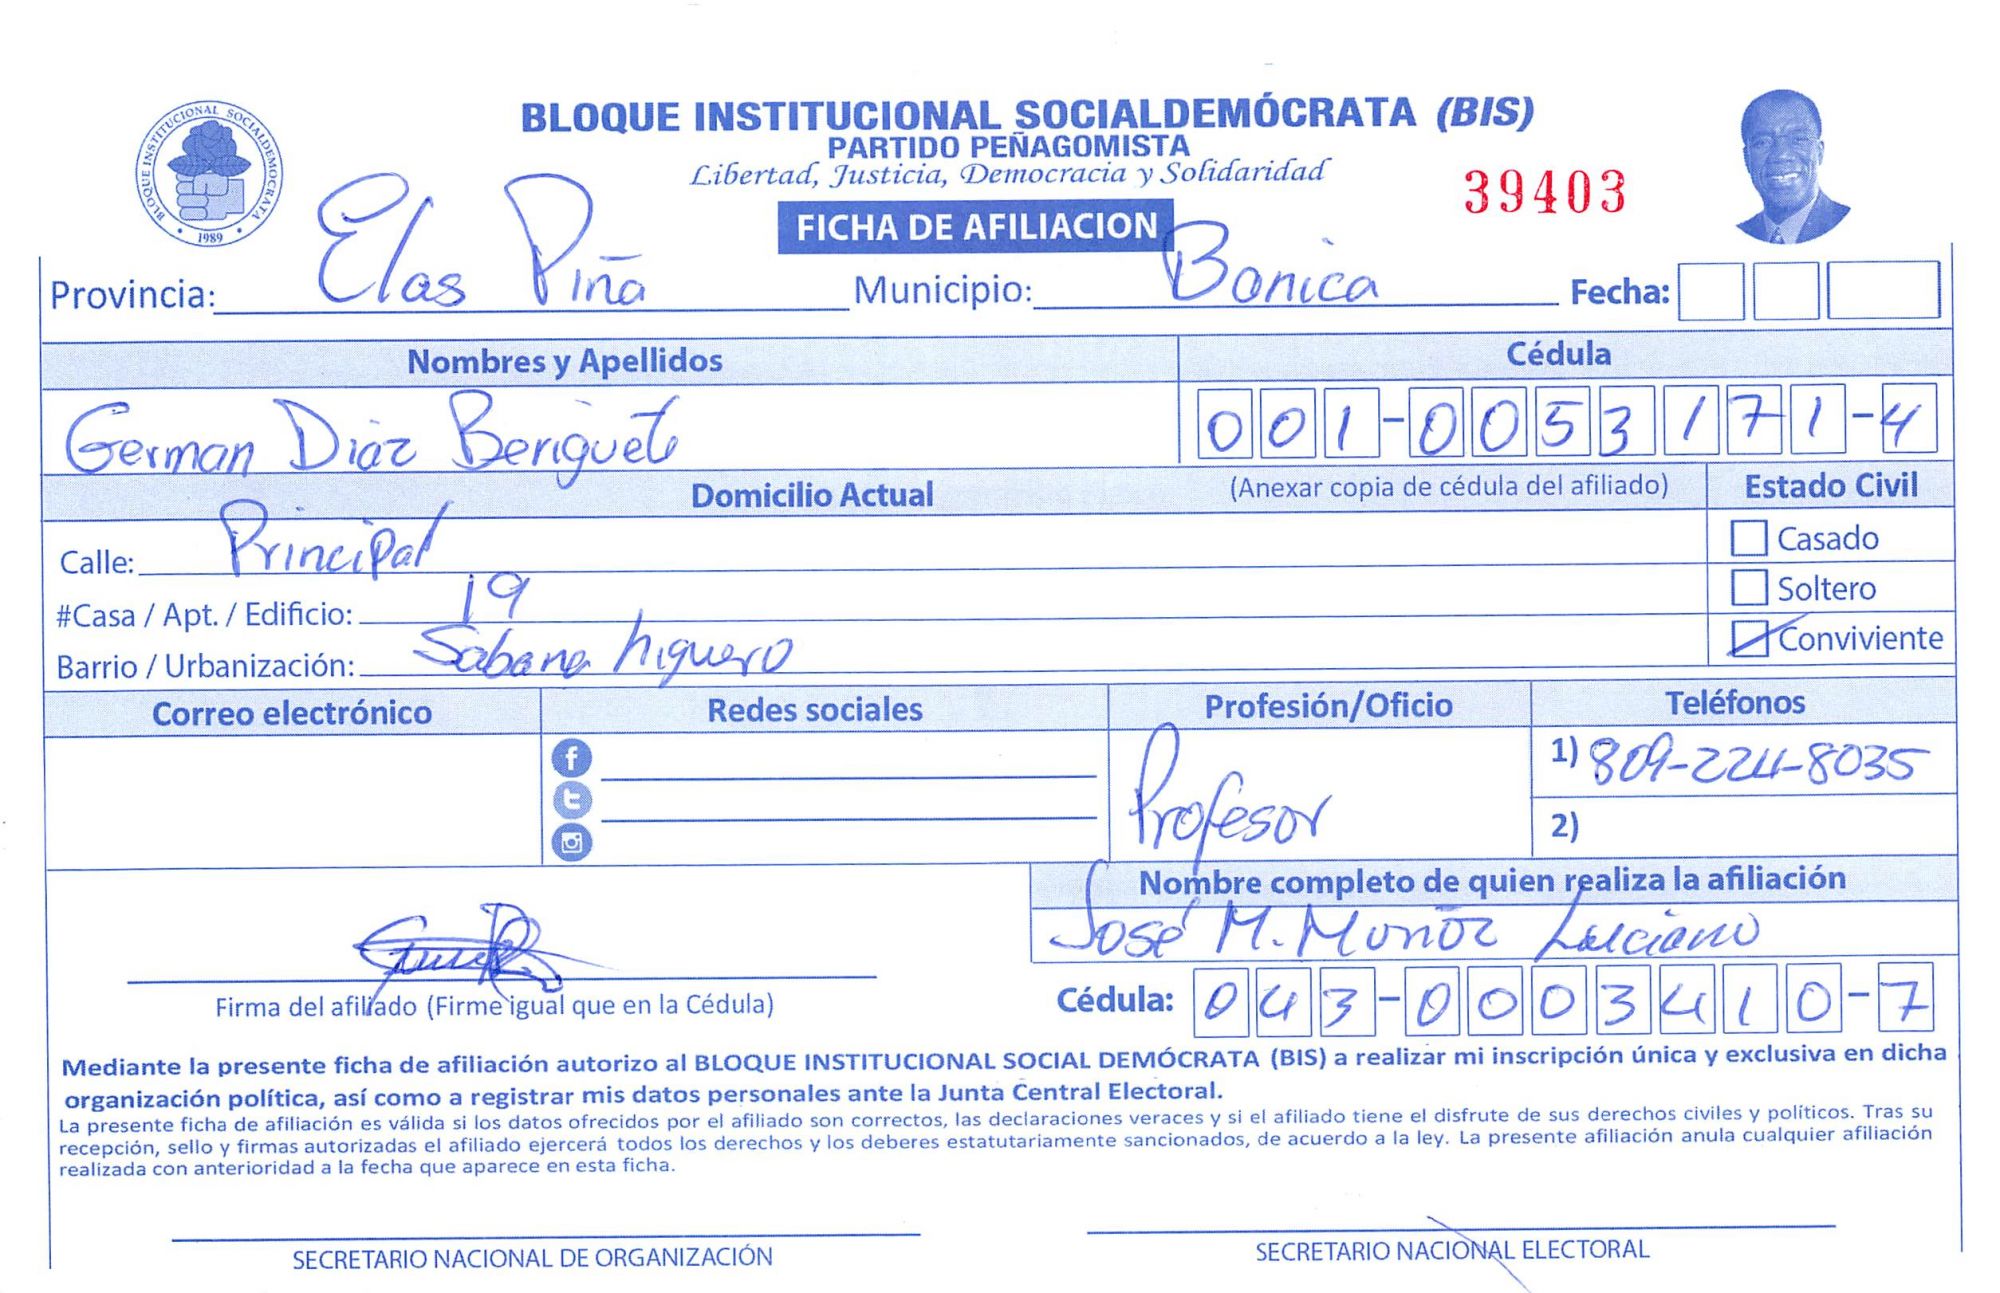 BLOQUE INSTITUCIONAL SOCIALDEMÓCRATA (BIS)
PARTIDO PEÑAGOMISTA
Libertad, Justicia, Democracia y Solidaridad
39403
BLOQUE INSTITUCIONAL SOCIALDEMOCRATA
1989
FICHA DE AFILIACION
Provincia: Elas Piña Municipio: Bonica Fecha:
Nombres y Apellidos Cédula
German Diaz Beriguete 001-0053171-4
Domicilio Actual (Anexar copia de cédula del afiliado) Estado Civil
Calle: Principal Casado
#Casa / Apt. / Edificio: 19 Soltero
Barrio / Urbanización: Sabana higuero Conviviente
Correo electrónico Redes sociales Profesión/Oficio Teléfonos
Profesor 1) 809-224-8035
2)
Nombre completo de quien realiza la afiliación
José M. Muñoz Luciano
Firma del afiliado (Firme igual que en la Cédula) Cédula: 043-0003410-7
Mediante la presente ficha de afiliación autorizo al BLOQUE INSTITUCIONAL SOCIAL DEMÓCRATA (BIS) a realizar mi inscripción única y exclusiva en dicha
organización política, así como a registrar mis datos personales ante la Junta Central Electoral.
La presente ficha de afiliación es válida si los datos ofrecidos por el afiliado son correctos, las declaraciones veraces y si el afiliado tiene el disfrute de sus derechos civiles y políticos. Tras su
recepción, sello y firmas autorizadas el afiliado ejercerá todos los derechos y los deberes estatutariamente sancionados, de acuerdo a la ley. La presente afiliación anula cualquier afiliación
realizada con anterioridad a la fecha que aparece en esta ficha.
SECRETARIO NACIONAL DE ORGANIZACIÓN SECRETARIO NACIONAL ELECTORAL